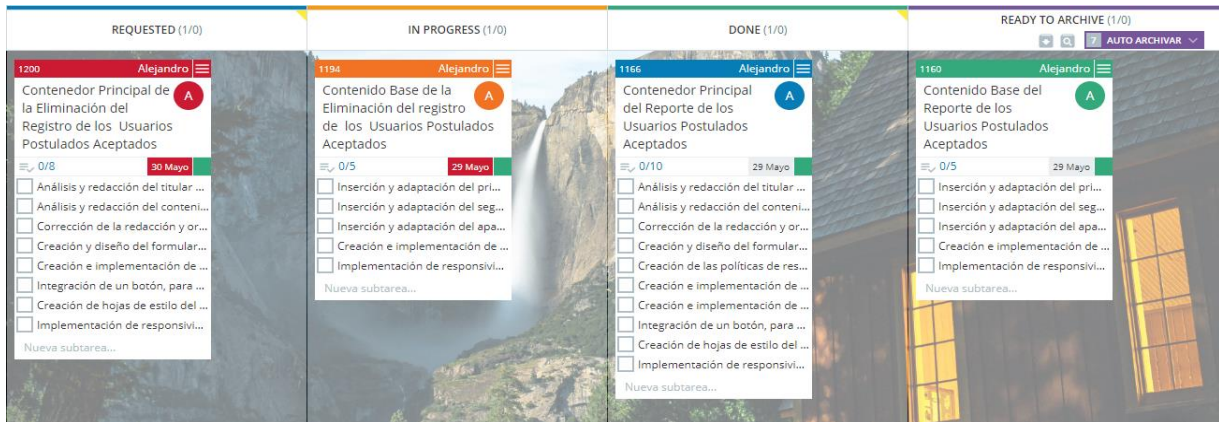 REQUESTED (1/0)
1200 Alejandro
Contenedor Principal de
la Eliminación del
Registro de los Usuarios
Postulados Aceptados
A
0/8 30 Mayo
Análisis y redacción del titular ...
Análisis y redacción del conteni...
Corrección de la redacción y or...
Creación y diseño del formular...
Creación e implementación de ...
Integración de un botón, para ...
Creación de hojas de estilo del ...
Implementación de responsivi...
Nueva subtarea...
IN PROGRESS (1/0)
1194 Alejandro
Contenido Base de la
Eliminación del registro
de los Usuarios Postulados
Aceptados
A
0/5 29 Mayo
Inserción y adaptación del pri...
Inserción y adaptación del seg...
Inserción y adaptación del apa...
Creación e implementación de ...
Implementación de responsivi...
Nueva subtarea...
DONE (1/0)
1166 Alejandro
Contenedor Principal
del Reporte de los
Usuarios Postulados
Aceptados
A
0/10 29 Mayo
Análisis y redacción del titular ...
Análisis y redacción del conteni...
Corrección de la redacción y or...
Creación y diseño del formular...
Creación de las políticas de res...
Creación e implementación de ...
Creación e implementación de ...
Integración de un botón, para ...
Creación de hojas de estilo del ...
Implementación de responsivi...
Nueva subtarea...
READY TO ARCHIVE (1/0)
7 AUTO ARCHIVAR
1160 Alejandro
Contenido Base del
Reporte de los
Usuarios Postulados
Aceptados
A
0/5 29 Mayo
Inserción y adaptación del pri...
Inserción y adaptación del seg...
Inserción y adaptación del apa...
Creación e implementación de ...
Implementación de responsivi...
Nueva subtarea...